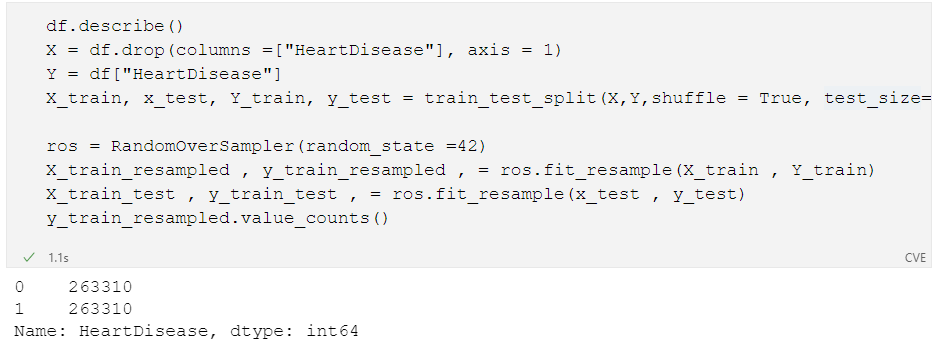 df.describe()
X = df.drop(columns =["HeartDisease"], axis = 1)
Y = df["HeartDisease"]
X_train, x_test, Y_train, y_test = train_test_split(X,Y,shuffle = True, test_size=
ros = RandomOverSampler(random_state =42)
X_train_resampled , y_train_resampled , = ros.fit_resample(X_train , Y_train)
X_train_test , y_train_test , = ros.fit_resample(x_test , y_test)
y_train_resampled.value_counts()
✓ 1.1s CVE
0 263310
1 263310
Name: HeartDisease, dtype: int64